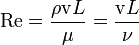 Re = ρvL / μ = vL / ν